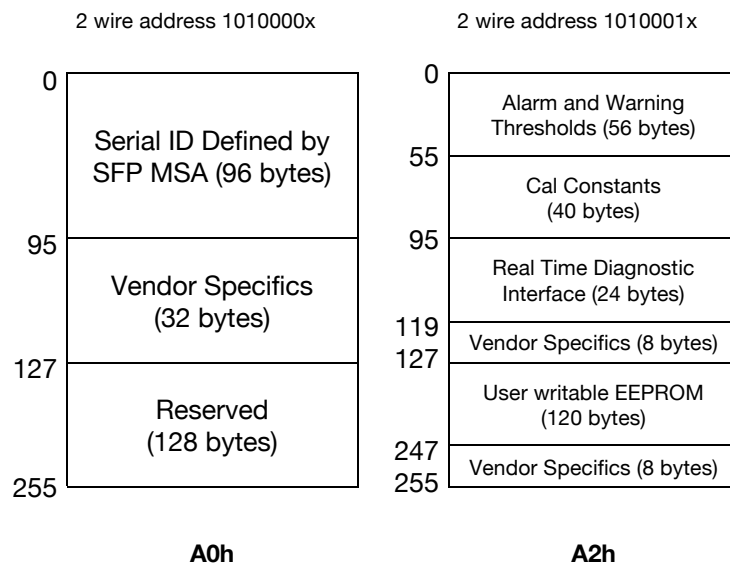 2 wire address 1010000x
0
Serial ID Defined by
SFP MSA (96 bytes)
95
Vendor Specifics
(32 bytes)
127
Reserved
(128 bytes)
255
A0h
2 wire address 1010001x
0
Alarm and Warning
Thresholds (56 bytes)
55
Cal Constants
(40 bytes)
95
Real Time Diagnostic
Interface (24 bytes)
119
Vendor Specifics (8 bytes)
127
User writable EEPROM
(120 bytes)
247
Vendor Specifics (8 bytes)
255
A2h